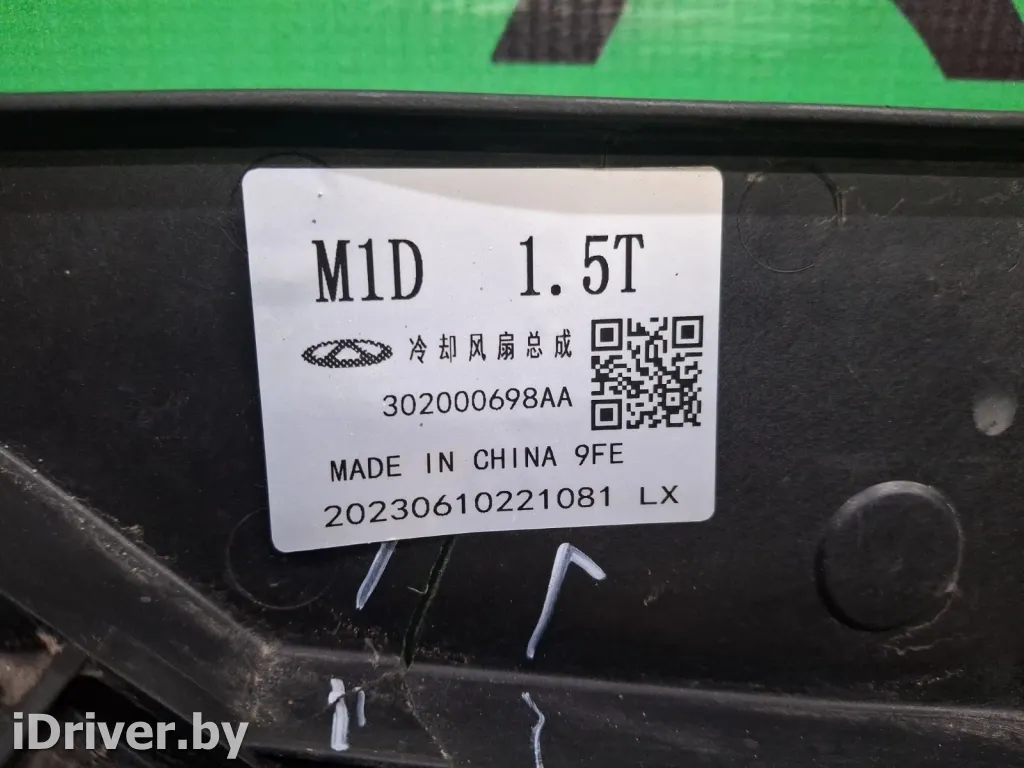 M1D 1.5T
冷却风扇总成
302000698AA
MADE IN CHINA 9FE
20230610221081 LX
iDriver.by